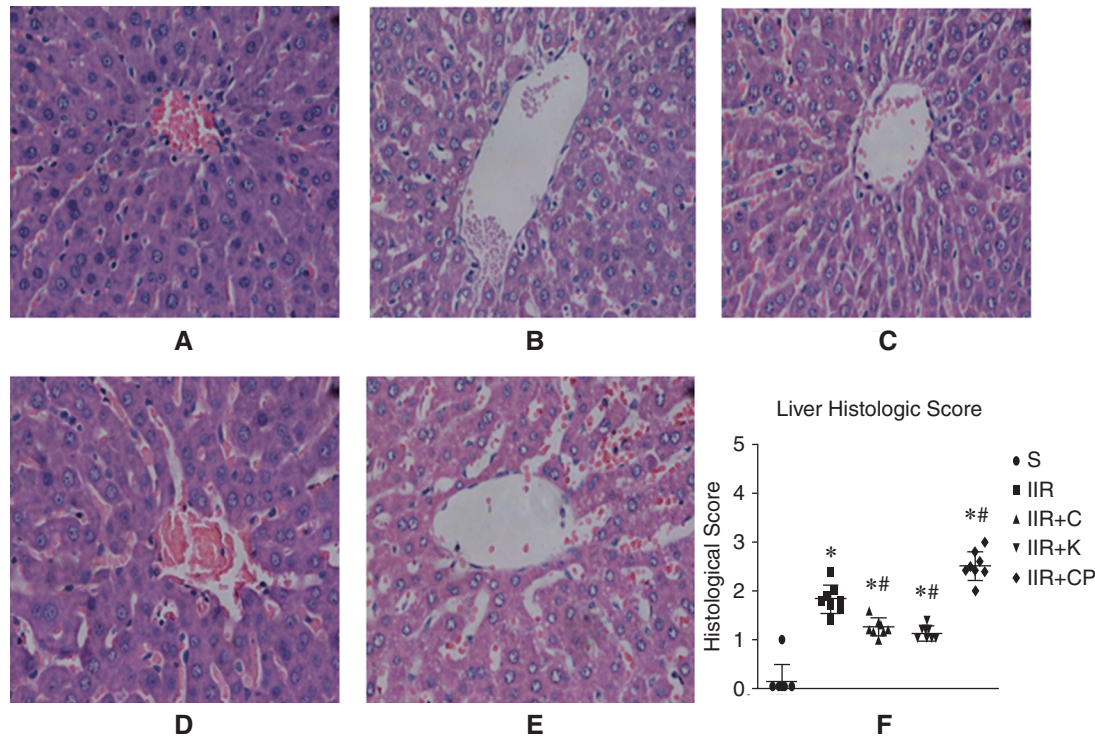 A
B
C
D
E
Liver Histologic Score
Histological Score
5
4
3
2
1
0
*
*#
*#
*#
S
IIR
IIR+C
IIR+K
IIR+CP
F